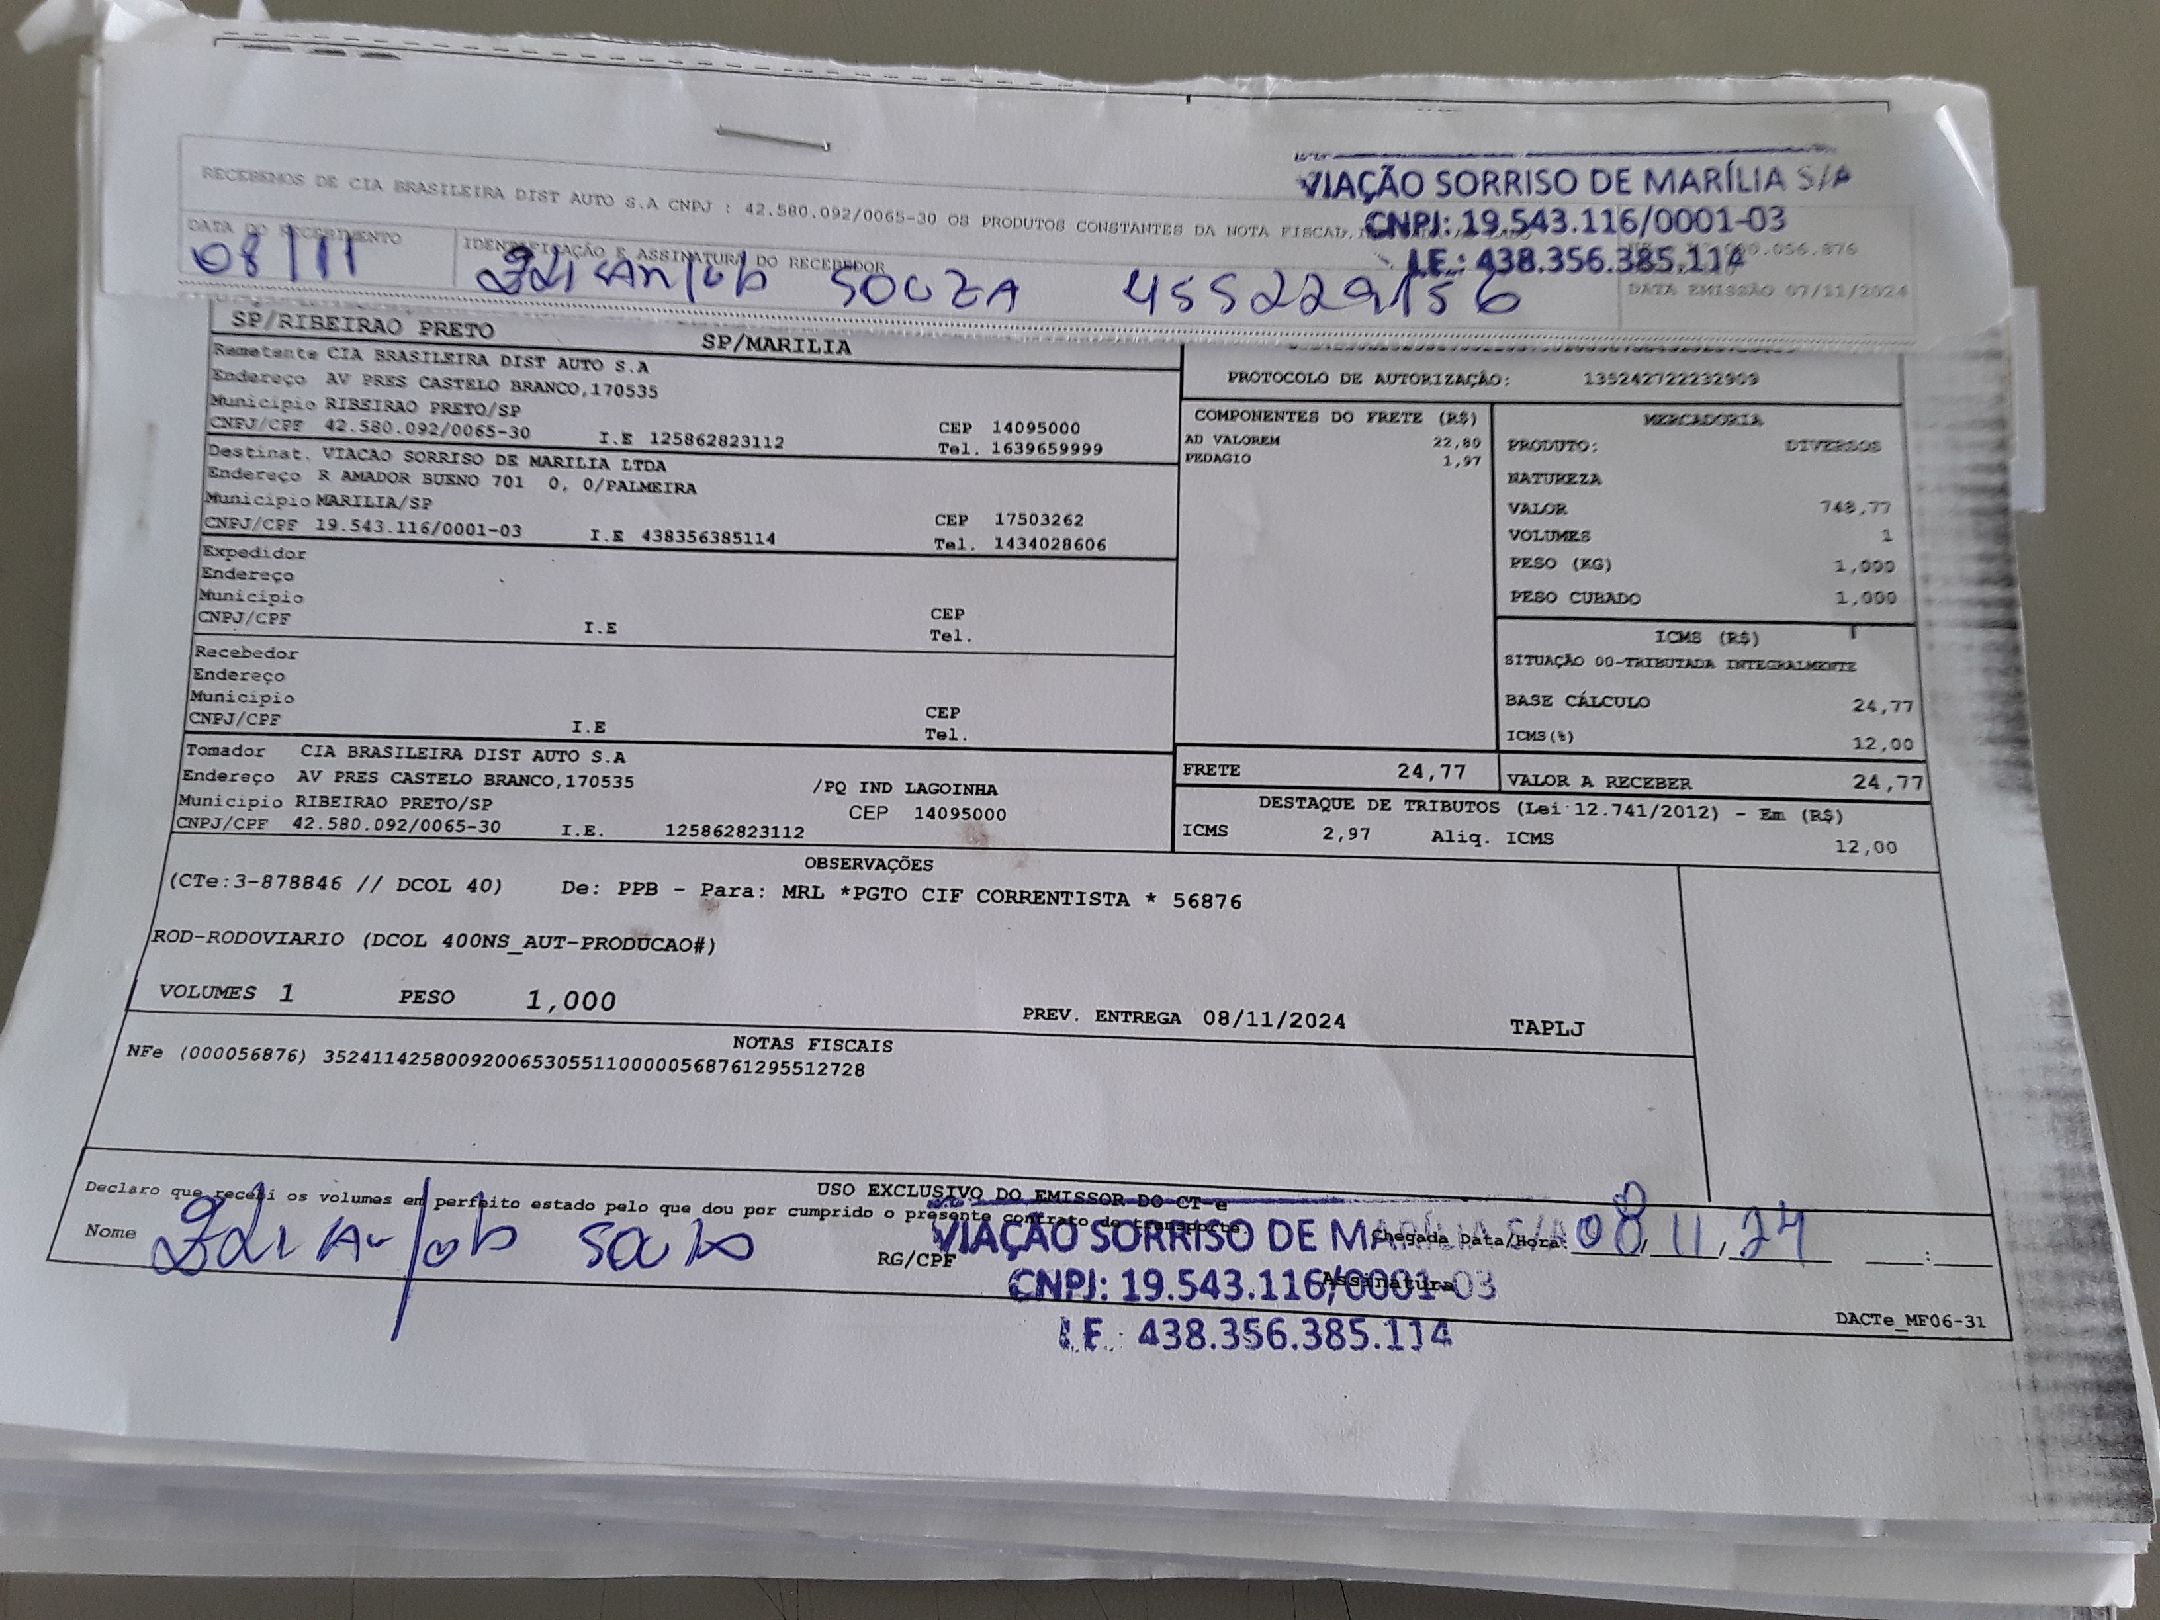 RECEBEMOS DE CIA BRASILEIRA DIST AUTO S.A CNPJ : 42.580.092/0065-30 OS PRODUTOS CONSTANTES DA NOTA FISCAL
VIAÇÃO SORRISO DE MARÍLIA S/A
CNPJ: 19.543.116/0001-03
I.E.: 438.356.385.114
DATA DO RECEBIMENTO
08/11
IDENTIFICAÇÃO E ASSINATURA DO RECEBEDOR
SOUZA 455229156
.056.876
DATA EMISSÃO 07/11/2024
SP/RIBEIRAO PRETO SP/MARILIA
Remetente CIA BRASILEIRA DIST AUTO S.A
Endereço AV PRES CASTELO BRANCO,170535
Municipio RIBEIRAO PRETO/SP
CNPJ/CPF 42.580.092/0065-30 I.E 125862823112
CEP 14095000
Tel. 1639659999
Destinat. VIACAO SORRISO DE MARILIA LTDA
Endereço R AMADOR BUENO 701 0, 0/PALMEIRA
Municipio MARILIA/SP
CNPJ/CPF 19.543.116/0001-03 I.E 438356385114
CEP 17503262
Tel. 1434028606
Expedidor
Endereço
Municipio
CNPJ/CPF I.E
CEP
Tel.
Recebedor
Endereço
Municipio
CNPJ/CPF I.E
CEP
Tel.
Tomador CIA BRASILEIRA DIST AUTO S.A
Endereço AV PRES CASTELO BRANCO,170535 /PQ IND LAGOINHA
Municipio RIBEIRAO PRETO/SP CEP 14095000
CNPJ/CPF 42.580.092/0065-30 I.E. 125862823112
PROTOCOLO DE AUTORIZAÇÃO: 135242722232909
COMPONENTES DO FRETE (R$)
AD VALOREM 22,80
PEDAGIO 1,97
MERCADORIA
PRODUTO: DIVERSOS
NATUREZA
VALOR 748,77
VOLUMES 1
PESO (KG) 1,000
PESO CUBADO 1,000
ICMS (R$)
SITUAÇÃO 00-TRIBUTADA INTEGRALMENTE
BASE CÁLCULO 24,77
ICMS(%) 12,00
FRETE 24,77
VALOR A RECEBER 24,77
DESTAQUE DE TRIBUTOS (Lei 12.741/2012) - Em (R$)
ICMS 2,97 Aliq. ICMS 12,00
OBSERVAÇÕES
(CTe:3-878846 // DCOL 40) De: PPB - Para: MRL *PGTO CIF CORRENTISTA * 56876
ROD-RODOVIARIO (DCOL 400NS_AUT-PRODUCAO#)
VOLUMES 1 PESO 1,000
PREV. ENTREGA 08/11/2024 TAPLJ
NOTAS FISCAIS
NFe (000056876) 35241142580092006530551100000568761295512728
USO EXCLUSIVO DO EMISSOR DO CT-e
Declaro que recebi os volumes em perfeito estado pelo que dou por cumprido o presente contrato de transporte
Nome
RG/CPF
Chegada Data/Hora 08/11/24 :
Assinatura
VIAÇÃO SORRISO DE MARÍLIA S/A
CNPJ: 19.543.116/0001-03
I.E.: 438.356.385.114
DACTe_MF06-31